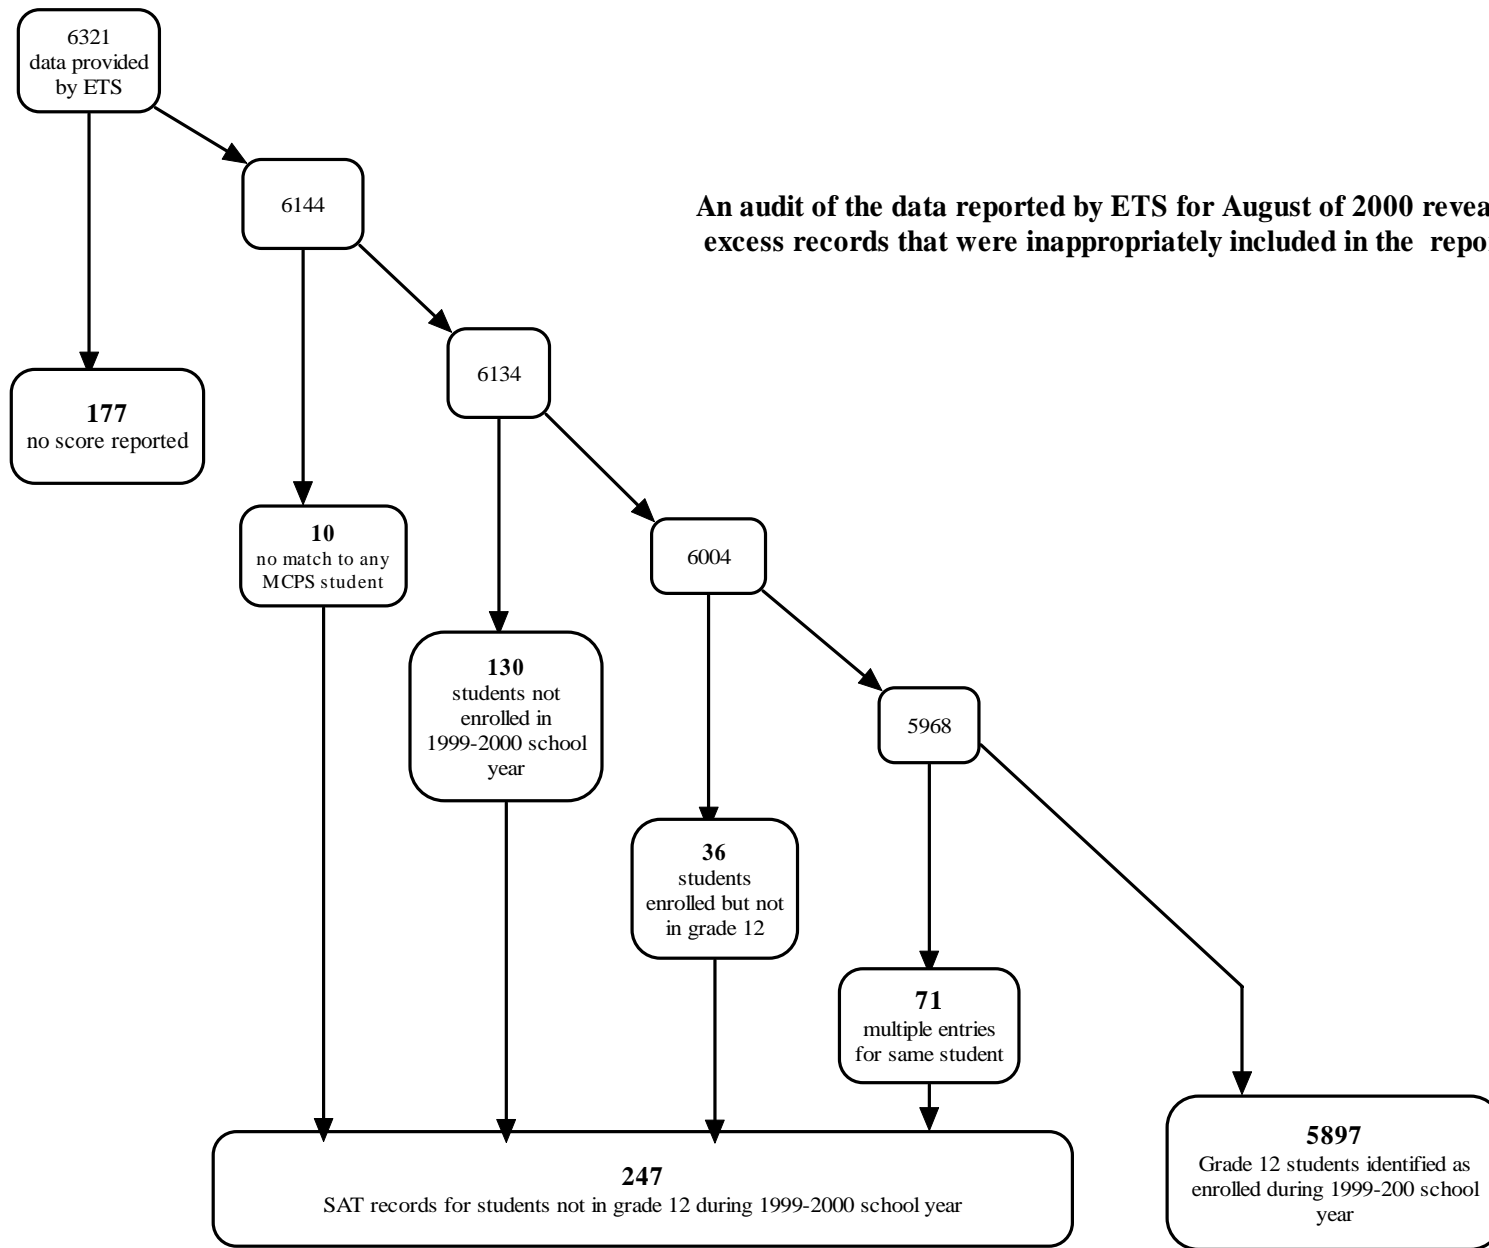 6321
data provided
by ETS
6144
An audit of the data reported by ETS for August of 2000
excess records that were inappropriately included in the
6134
177
no score reported
10
no match to any
MCPS student
6004
130
students not
enrolled in
1999-2000 school
year
5968
36
students
enrolled but not
in grade 12
71
multiple entries
for same student
247
SAT records for students not in grade 12 during 1999-2000 school year
5897
Grade 12 students identified as
enrolled during 1999-200 school
year